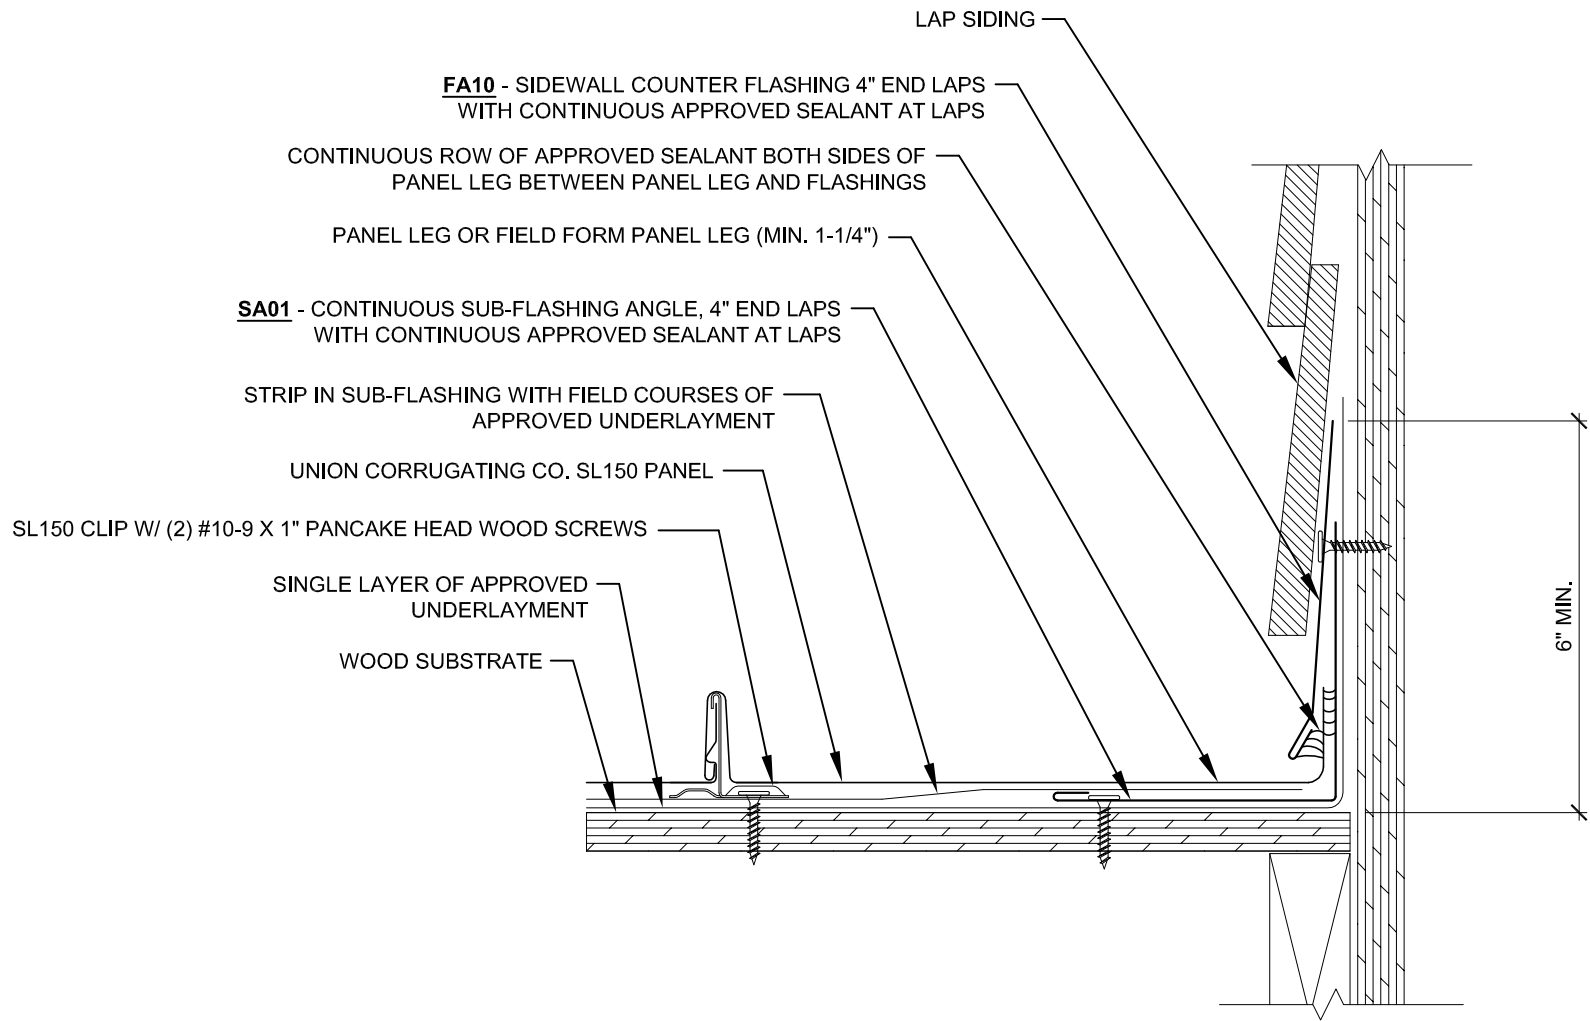 LAP SIDING
FA10 - SIDEWALL COUNTER FLASHING 4" END LAPS
WITH CONTINUOUS APPROVED SEALANT AT LAPS
CONTINUOUS ROW OF APPROVED SEALANT BOTH SIDES OF
PANEL LEG BETWEEN PANEL LEG AND FLASHINGS
PANEL LEG OR FIELD FORM PANEL LEG (MIN. 1-1/4")
SA01 - CONTINUOUS SUB-FLASHING ANGLE, 4" END LAPS
WITH CONTINUOUS APPROVED SEALANT AT LAPS
STRIP IN SUB-FLASHING WITH FIELD COURSES OF
APPROVED UNDERLAYMENT
UNION CORRUGATING CO. SL150 PANEL
SL150 CLIP W/ (2) #10-9 X 1" PANCAKE HEAD WOOD SCREWS
SINGLE LAYER OF APPROVED
UNDERLAYMENT
WOOD SUBSTRATE
6" MIN.